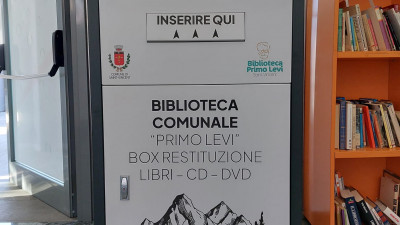 INSERIRE QUI
Biblioteca
Primo Levi
BIBLIOTECA
COMUNALE
"PRIMO LEVI"
BOX RESTITUZIONE
LIBRI - CD - DVD